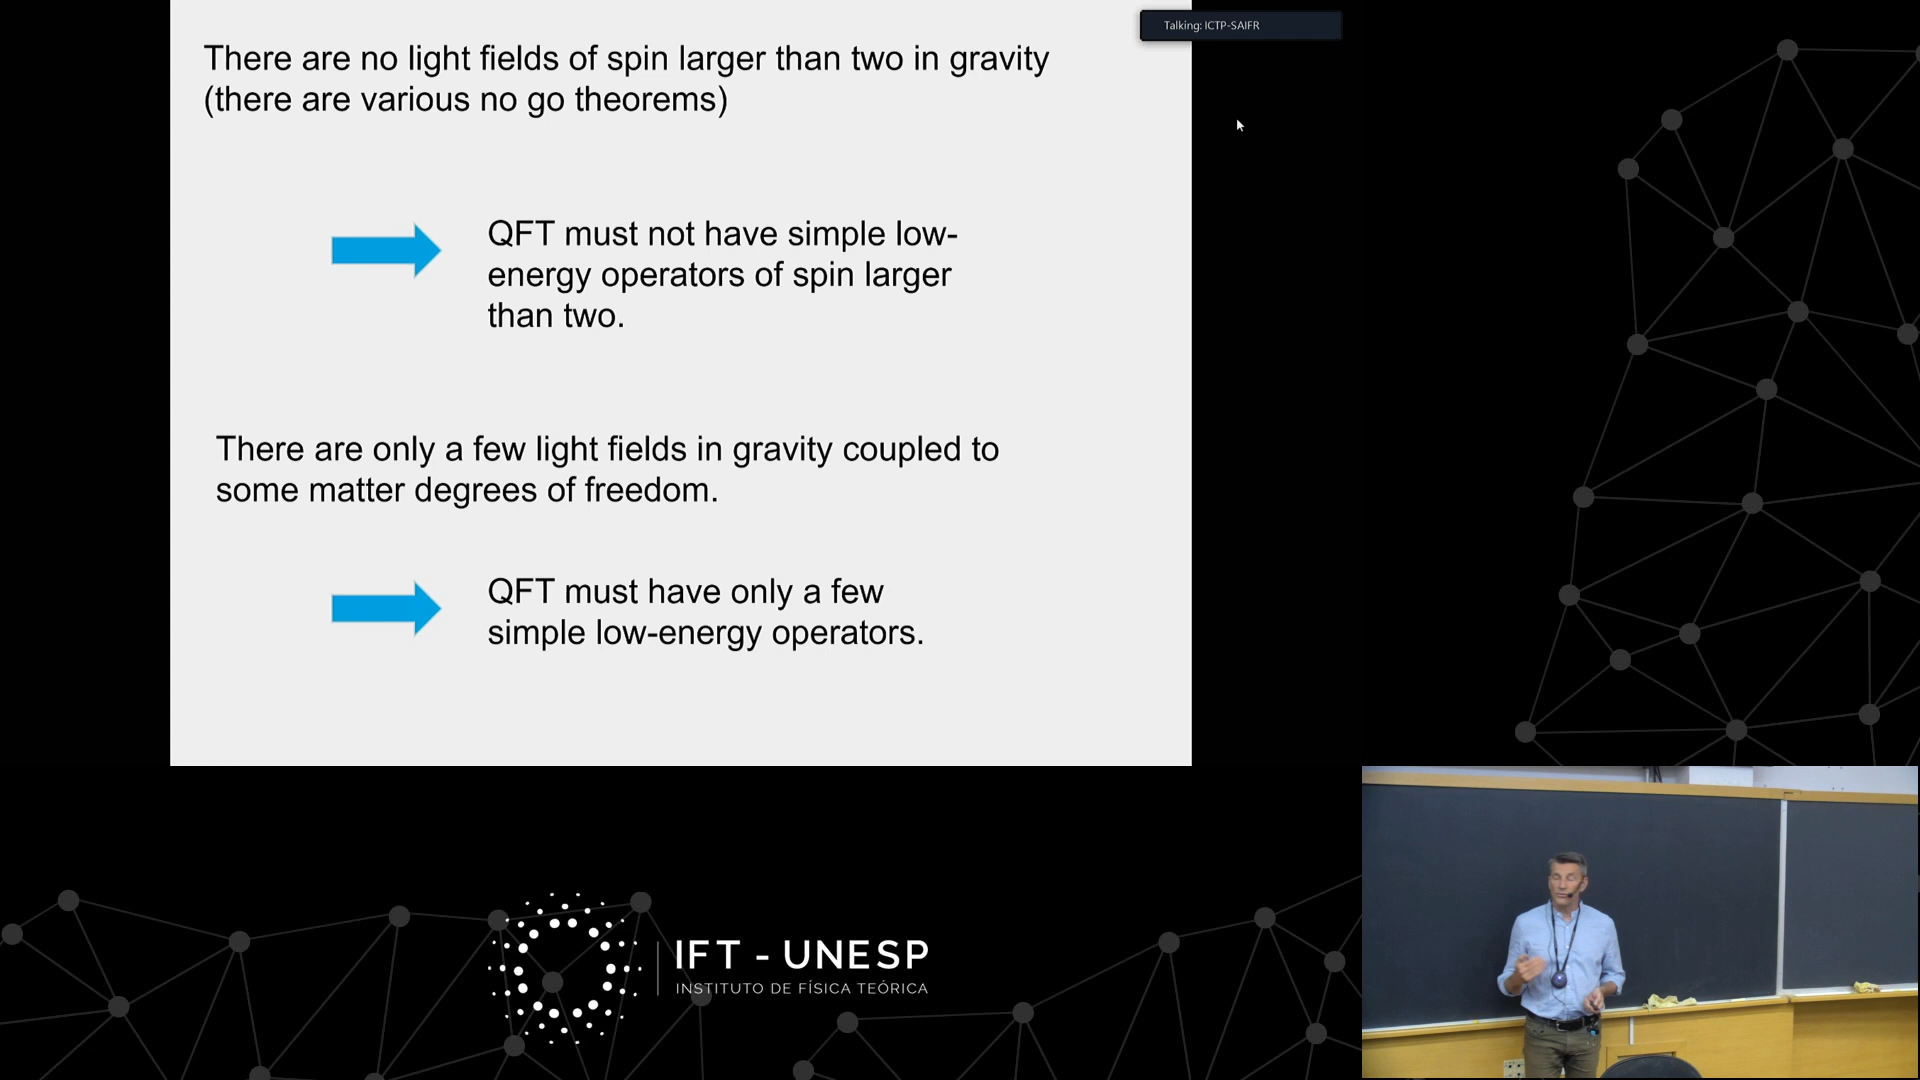 Talking: ICTP-SAIFR
There are no light fields of spin larger than two in gravity
(there are various no go theorems)
QFT must not have simple low-
energy operators of spin larger
than two.
There are only a few light fields in gravity coupled to
some matter degrees of freedom.
QFT must have only a few
simple low-energy operators.
IFT - UNESP
INSTITUTO DE FÍSICA TEÓRICA